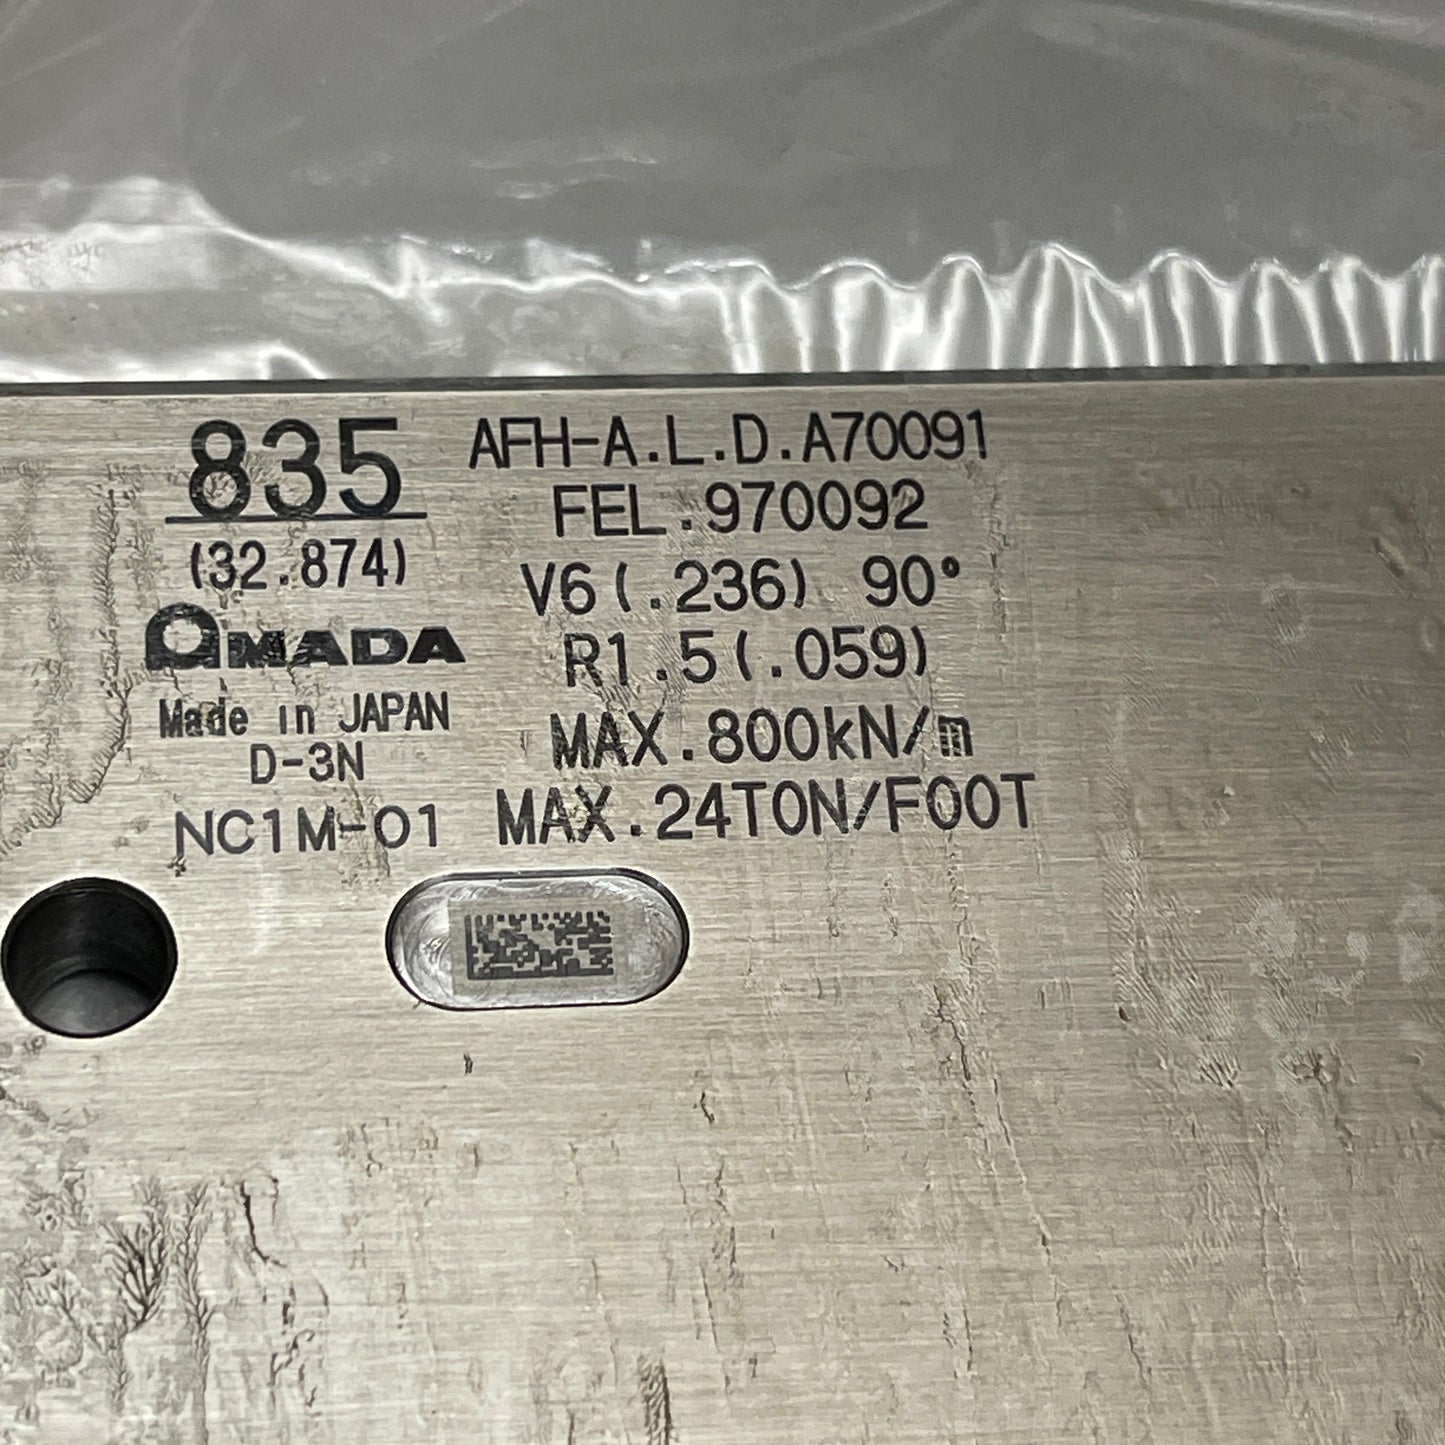 835
(32.874)
AMADA
Made in JAPAN
D-3N
NC1M-01
AFH-A.L.D.A70091
FEL.970092
V6(.236) 90°
R1.5(.059)
MAX.800kN/m
MAX.24TON/FOOT